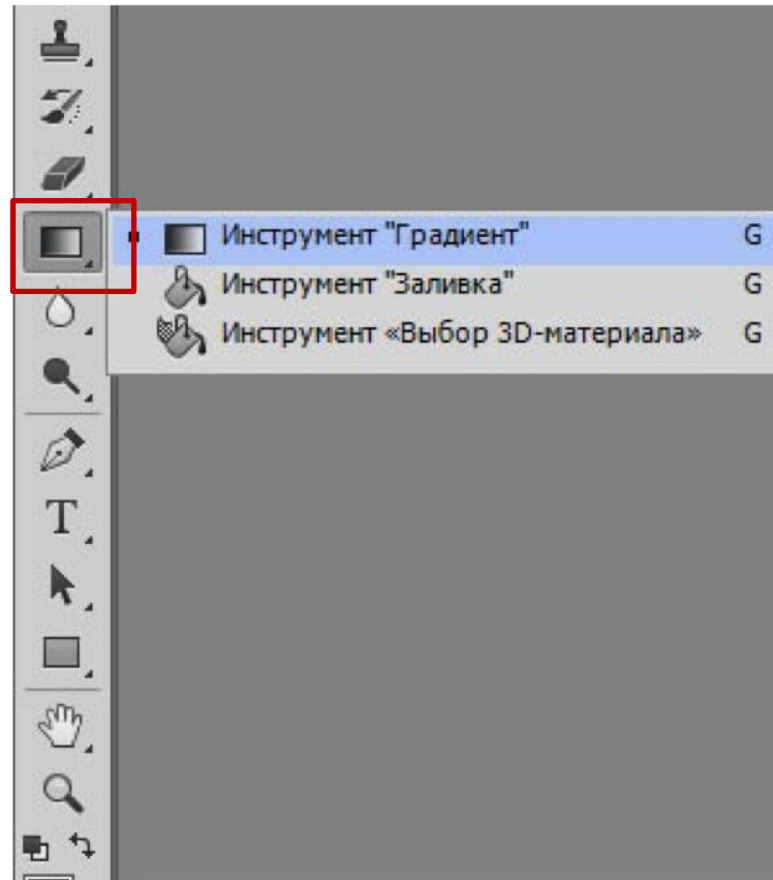 Инструмент "Градиент" G
Инструмент "Заливка" G
Инструмент «Выбор 3D-материала» G
T